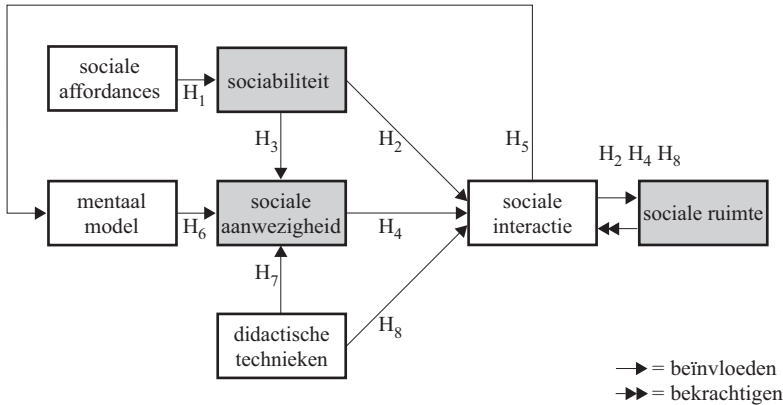 sociale
affordances
H1
sociabiliteit
H3
H2
H5
H2 H4 H8
mentaal
model
H6
sociale
aanwezigheid
H4
sociale
interactie
sociale ruimte
H7
didactische
technieken
H8
= beïnvloeden
= bekrachtigen